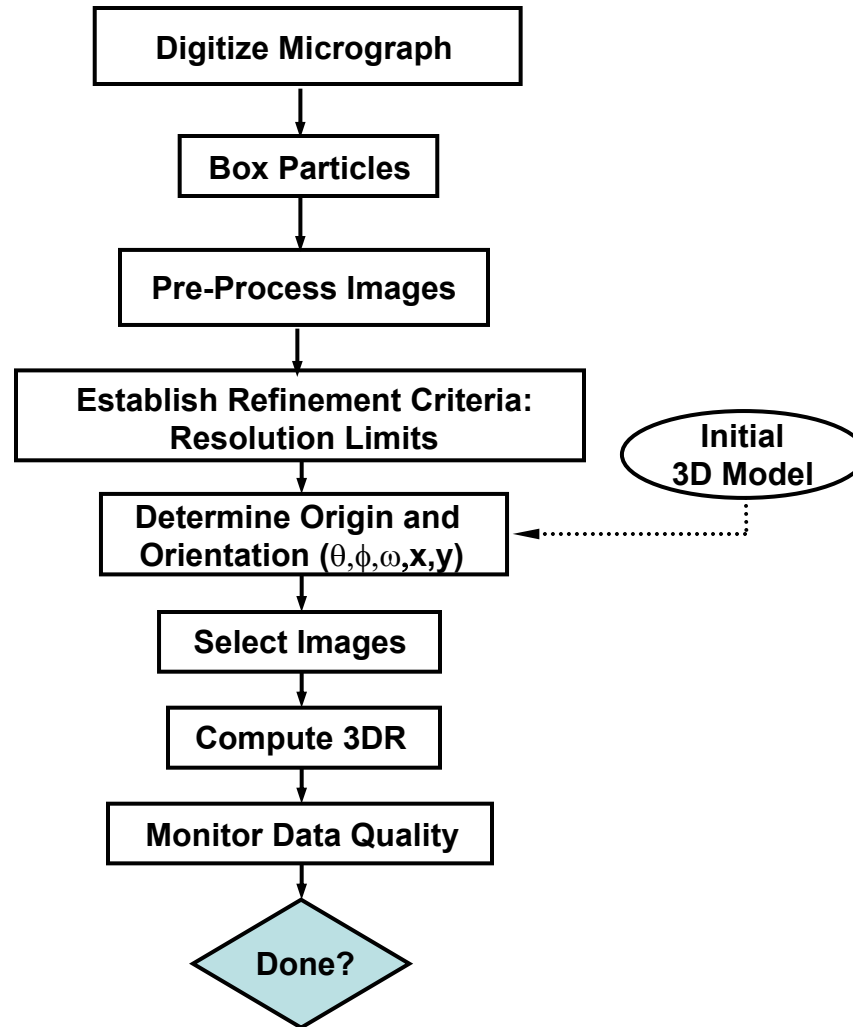 Digitize Micrograph
Box Particles
Pre-Process Images
Establish Refinement Criteria:
Resolution Limits
Initial
3D Model
Determine Origin and
Orientation (θ,ϕ,ω,x,y)
Select Images
Compute 3DR
Monitor Data Quality
Done?